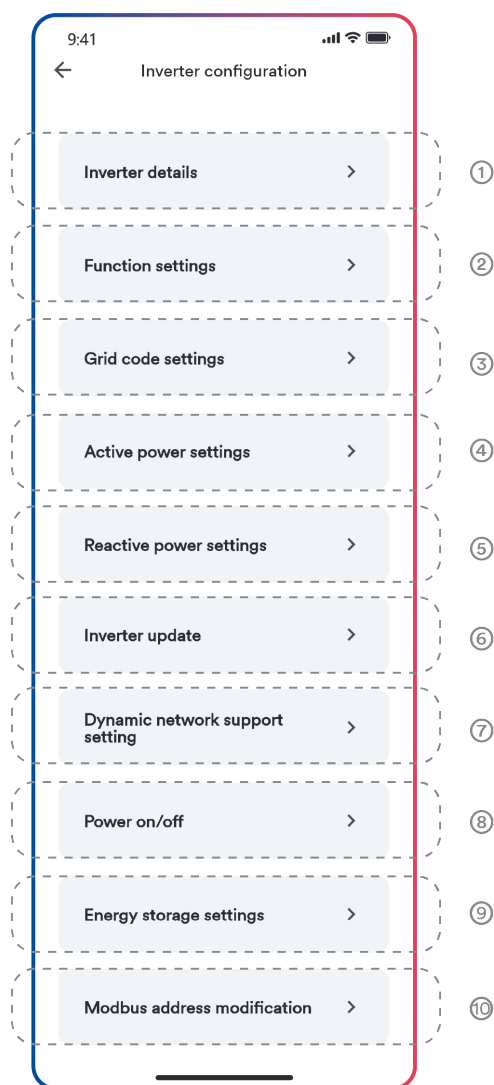 9:41
Inverter configuration
Inverter details
①
Function settings
②
Grid code settings
③
Active power settings
④
Reactive power settings
⑤
Inverter update
⑥
Dynamic network support
setting
⑦
Power on/off
⑧
Energy storage settings
⑨
Modbus address modification
⑩